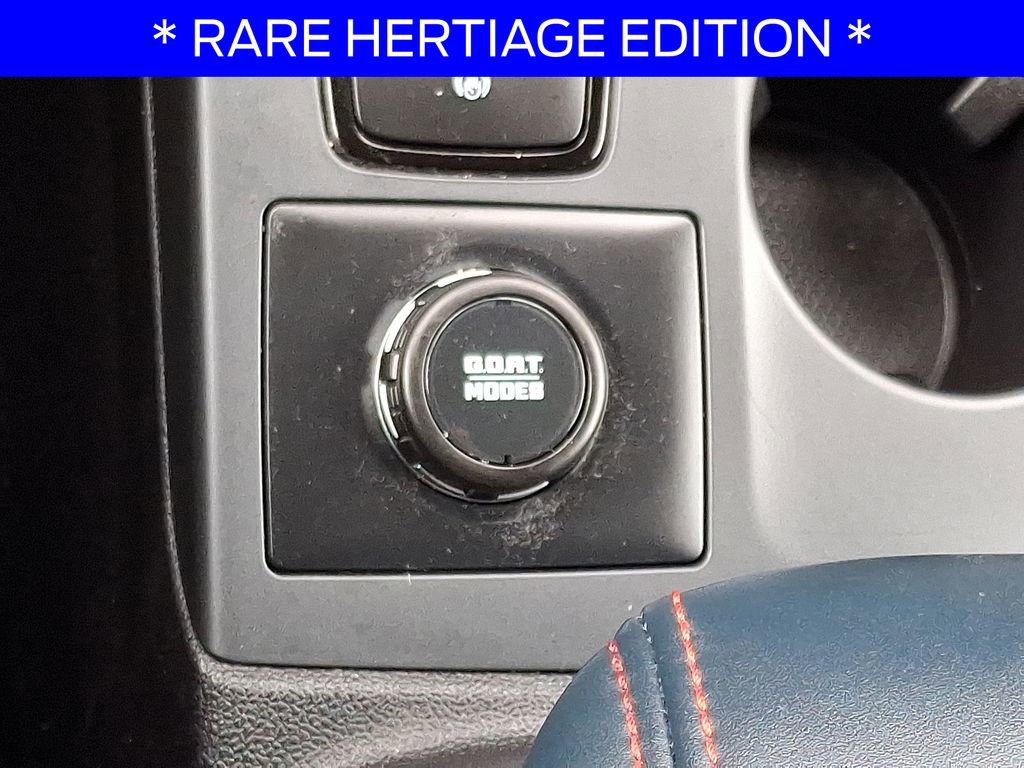 * RARE HERTIAGE EDITION *
G.O.A.T.
MODES